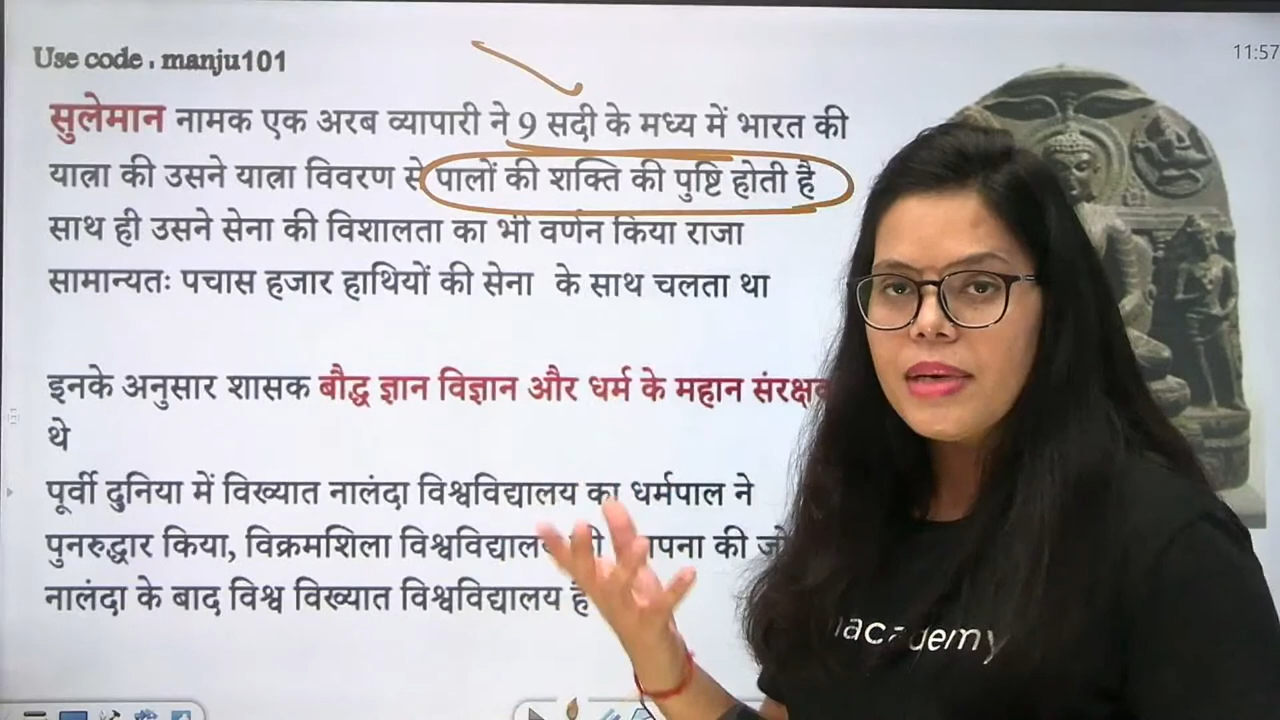 Use code . manju101
11:57
सुलेमान नामक एक अरब व्यापारी ने 9 सदी के मध्य में भारत की
यात्रा की उसने यात्रा विवरण से पालों की शक्ति की पुष्टि होती है
साथ ही उसने सेना की विशालता का भी वर्णन किया राजा
सामान्यतः पचास हजार हाथियों की सेना के साथ चलता था
इनके अनुसार शासक बौद्ध ज्ञान विज्ञान और धर्म के महान
थे
पूर्वी दुनिया में विख्यात नालंदा विश्वविद्यालय का धर्मपाल ने
पुनरुद्धार किया, विक्रमशिला की
नालंदा के बाद विश्व विख्यात विश्वविद्यालय है